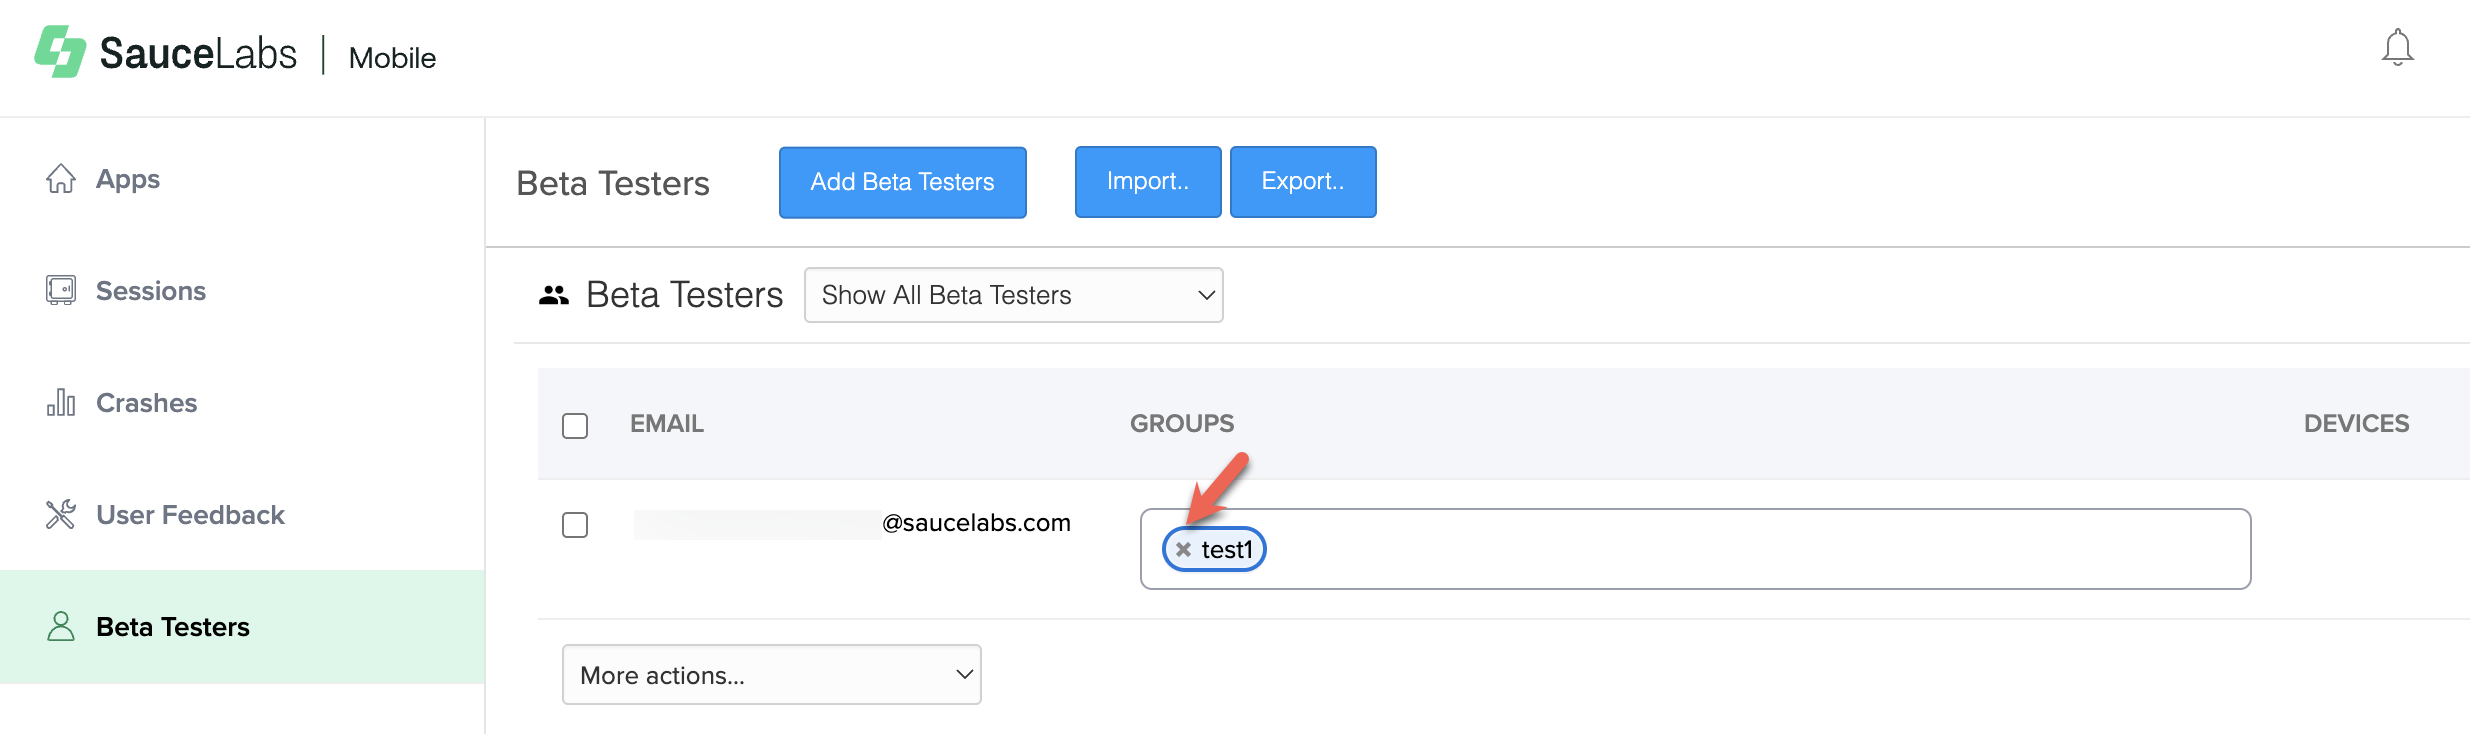 SauceLabs | Mobile
Apps
Sessions
Crashes
User Feedback
Beta Testers
Beta Testers Add Beta Testers Import.. Export..
Beta Testers Show All Beta Testers
EMAIL GROUPS DEVICES
@saucelabs.com test1
More actions...